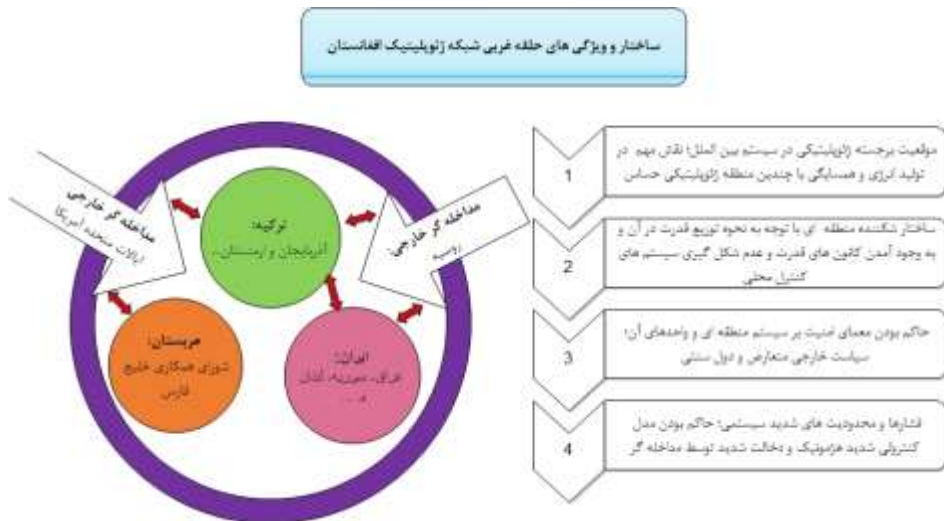 ساختار و ویژگی های حلقه غربی شبکه ژئوپلیتیک افغانستان
1
موقعیت برجسته ژئوپلیتیکی در سیستم بین الملل؛ نقش مهم در
تولید انرژی و همسایگی با چندین منطقه ژئوپلیتیکی حساس
2
ساختار شکننده منطقه ای با توجه به نحوه توزیع قدرت در آن و
به وجود آمدن کانون های قدرت و عدم شکل گیری سیستم های
کنترل محلی
3
حاکم بودن معمای امنیت بر سیستم منطقه ای و واحدهای آن؛
سیاست خارجی متعارض و دول سنتی
4
فشارها و محدودیت های شدید سیستمی؛ حاکم بودن مدل
کنترلی شدید هژمونیک و دخالت شدید توسط مداخله گر
مداخله گر خارجی:
روسیه
ترکیه:
آذربایجان و ارمنستان..
مداخله گر خارجی
ایالات متحده آمریکا
ایران:
عراق، سوریه، لبنان
و ...
عربستان:
شورای همکاری خلیج
فارس